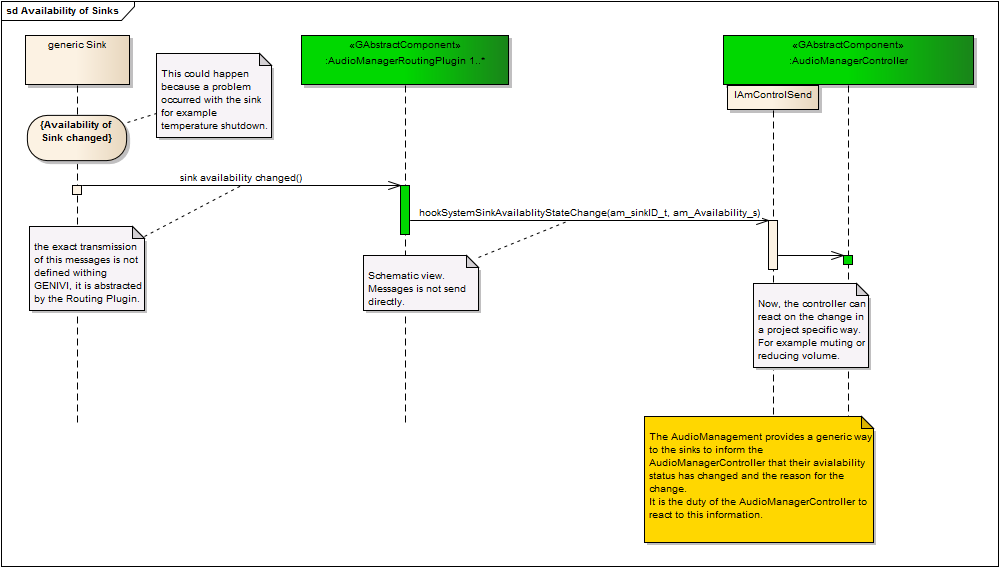 sd Availability of Sinks
generic Sink
«GAbstractComponent»
:AudioManagerRoutingPlugin 1..*
«GAbstractComponent»
:AudioManagerController
IAmControlSend
This could happen
because a problem
occurred with the sink
for example
temperature shutdown.
{Availability of
Sink changed}
sink availability changed()
hookSystemSinkAvailablityStateChange(am_sinkID_t, am_Availability_s)
the exact transmission
of this messages is not
defined withing
GENIVI, it is abstracted
by the Routing Plugin.
Schematic view.
Messages is not send
directly.
Now, the controller can
react on the change in
a project specific way.
For example muting or
reducing volume.
The AudioManagement provides a generic way
to the sinks to inform the
AudioManagerController that their avialability
status has changed and the reason for the
change.
It is the duty of the AudioManagerController to
react to this information.